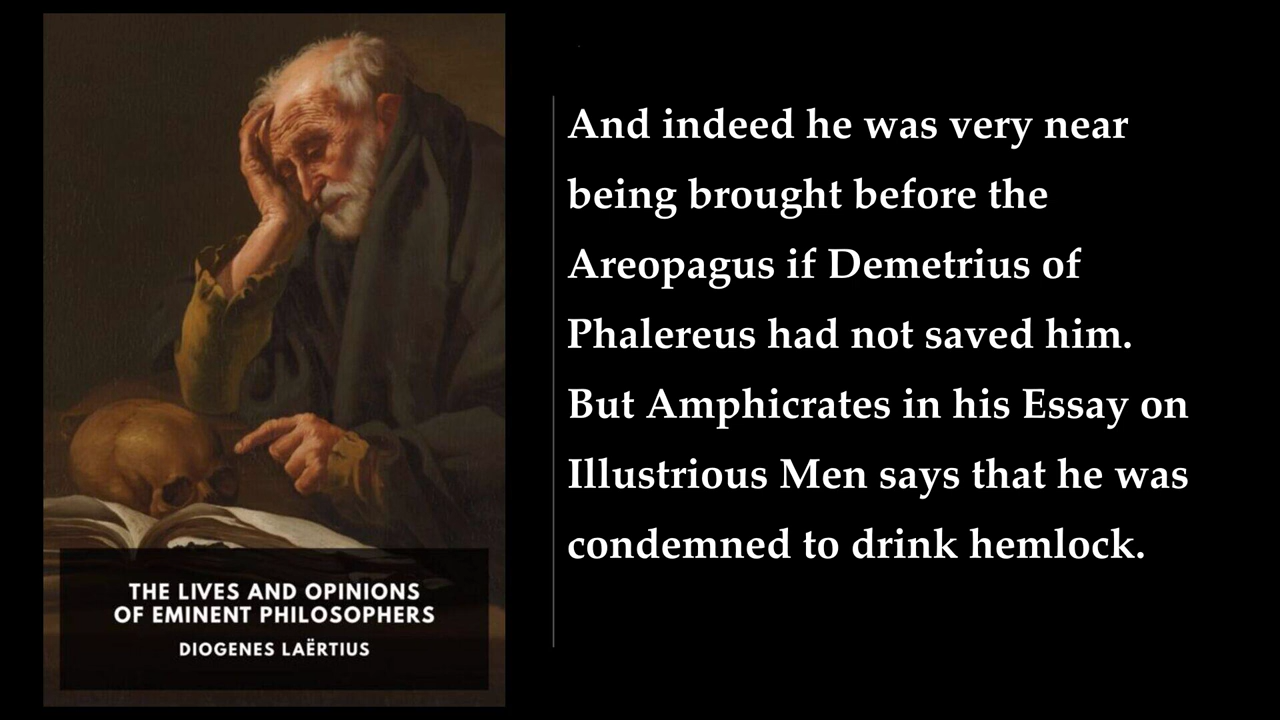 THE LIVES AND OPINIONS
OF EMINENT PHILOSOPHERS
DIOGENES LAËRTIUS
And indeed he was very near
being brought before the
Areopagus if Demetrius of
Phalereus had not saved him.
But Amphicrates in his Essay on
Illustrious Men says that he was
condemned to drink hemlock.